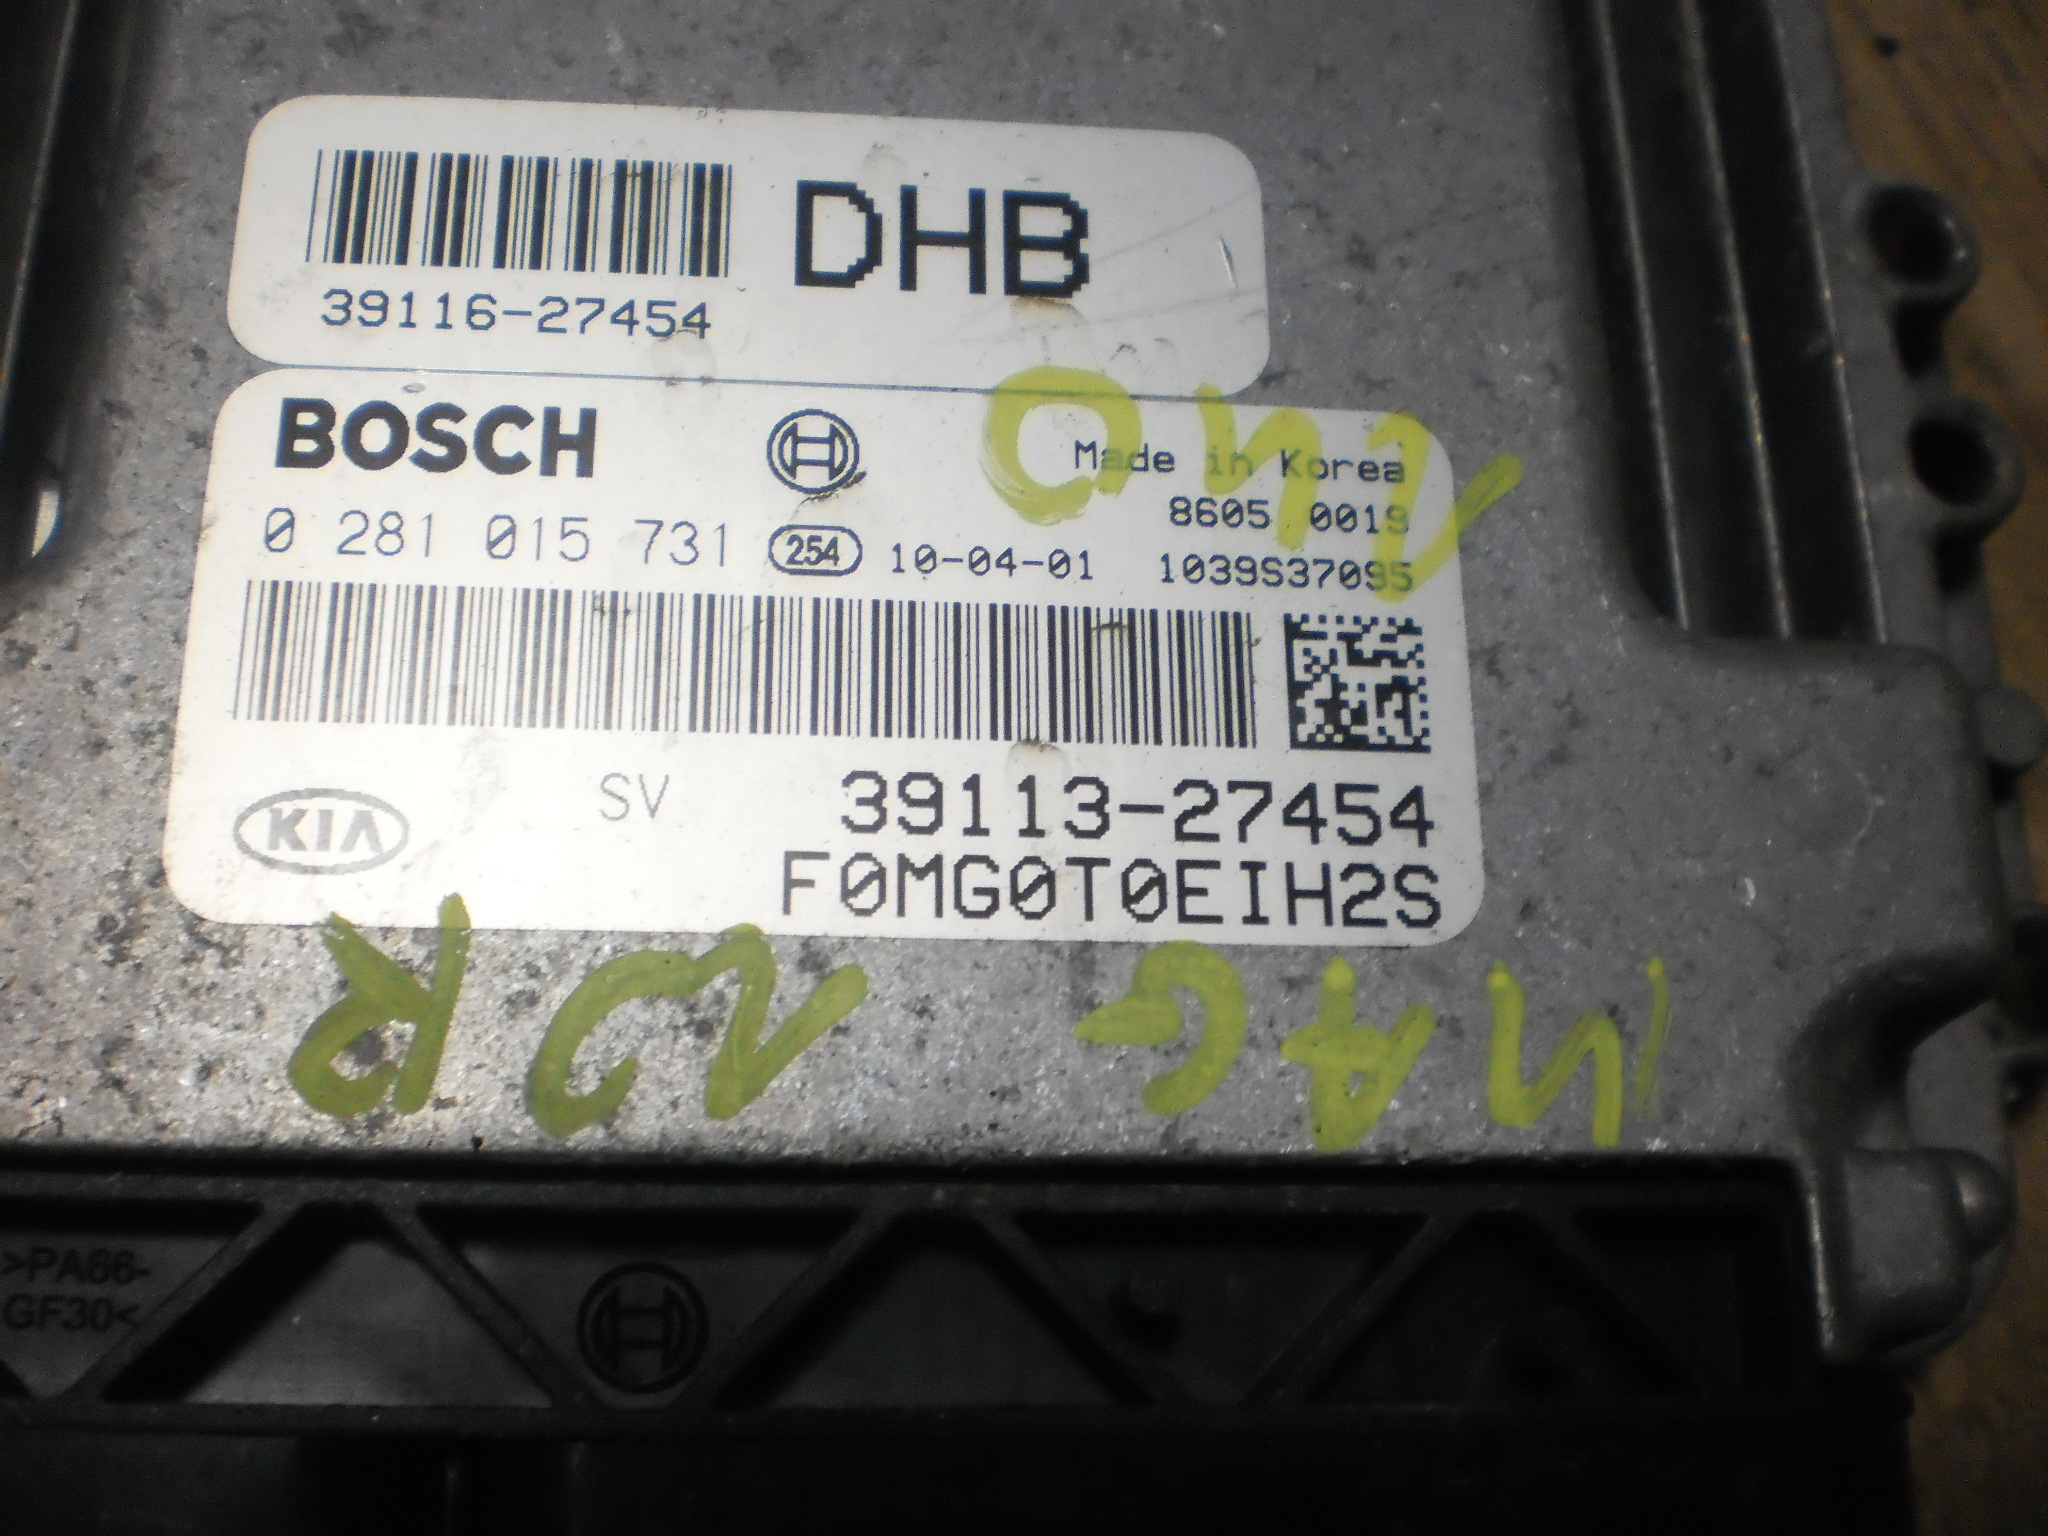 DHB
39116-27454
BOSCH
Made in Korea
8605 0019
0 281 015 731 254 10-04-01 1039S37095
KIA SV 39113-27454
F0MG0T0EIH2S
>PA66-
GF30<